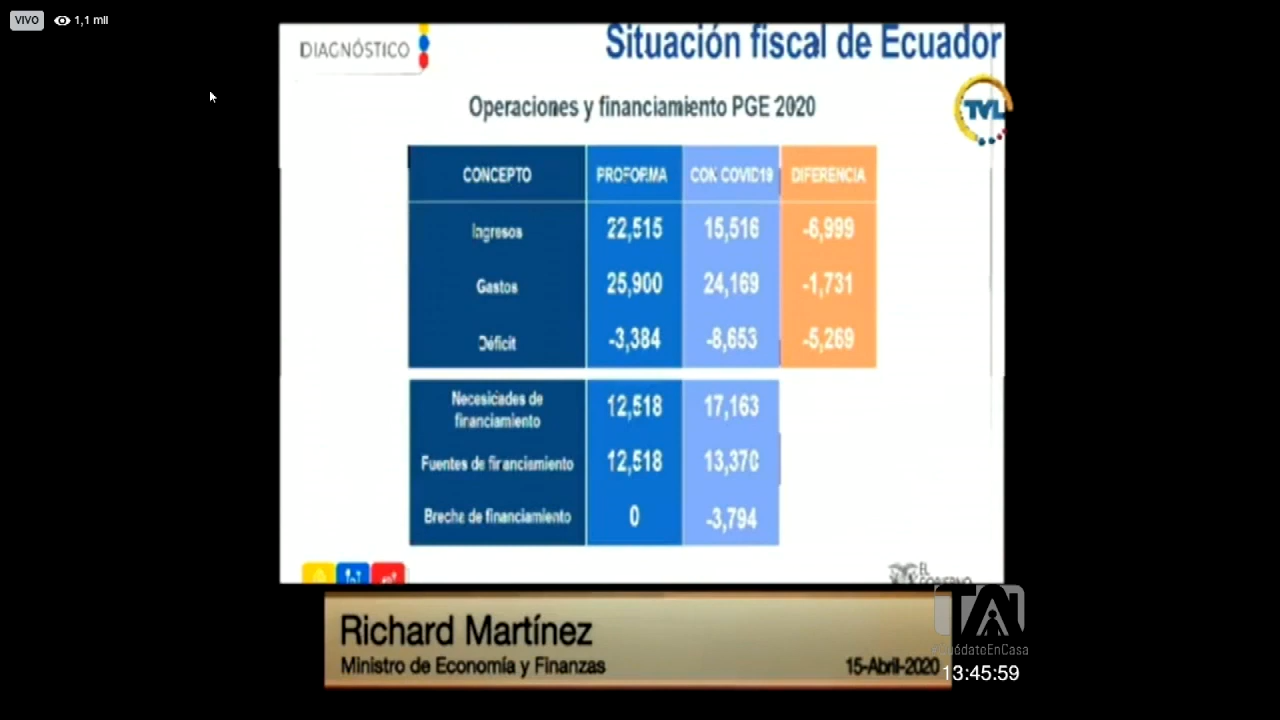 VIVO 1,1 mil
DIAGNÓSTICO
Situación fiscal de Ecuador
TVL
Operaciones y financiamiento PGE 2020
CONCEPTO PROFORMA CON COVID19 DIFERENCIA
Ingresos 22,515 15,516 -6,999
Gastos 25,900 24,169 -1,731
Déficit -3,384 -8,653 -5,269
Necesidades de
financiamiento 12,518 17,163
Fuentes de financiamiento 12,518 13,370
Brecha de financiamiento 0 -3,794
EL
GOBIERNO
Richard Martínez
Ministro de Economía y Finanzas
15-Abril-2020
#QuédateEnCasa
13:45:59